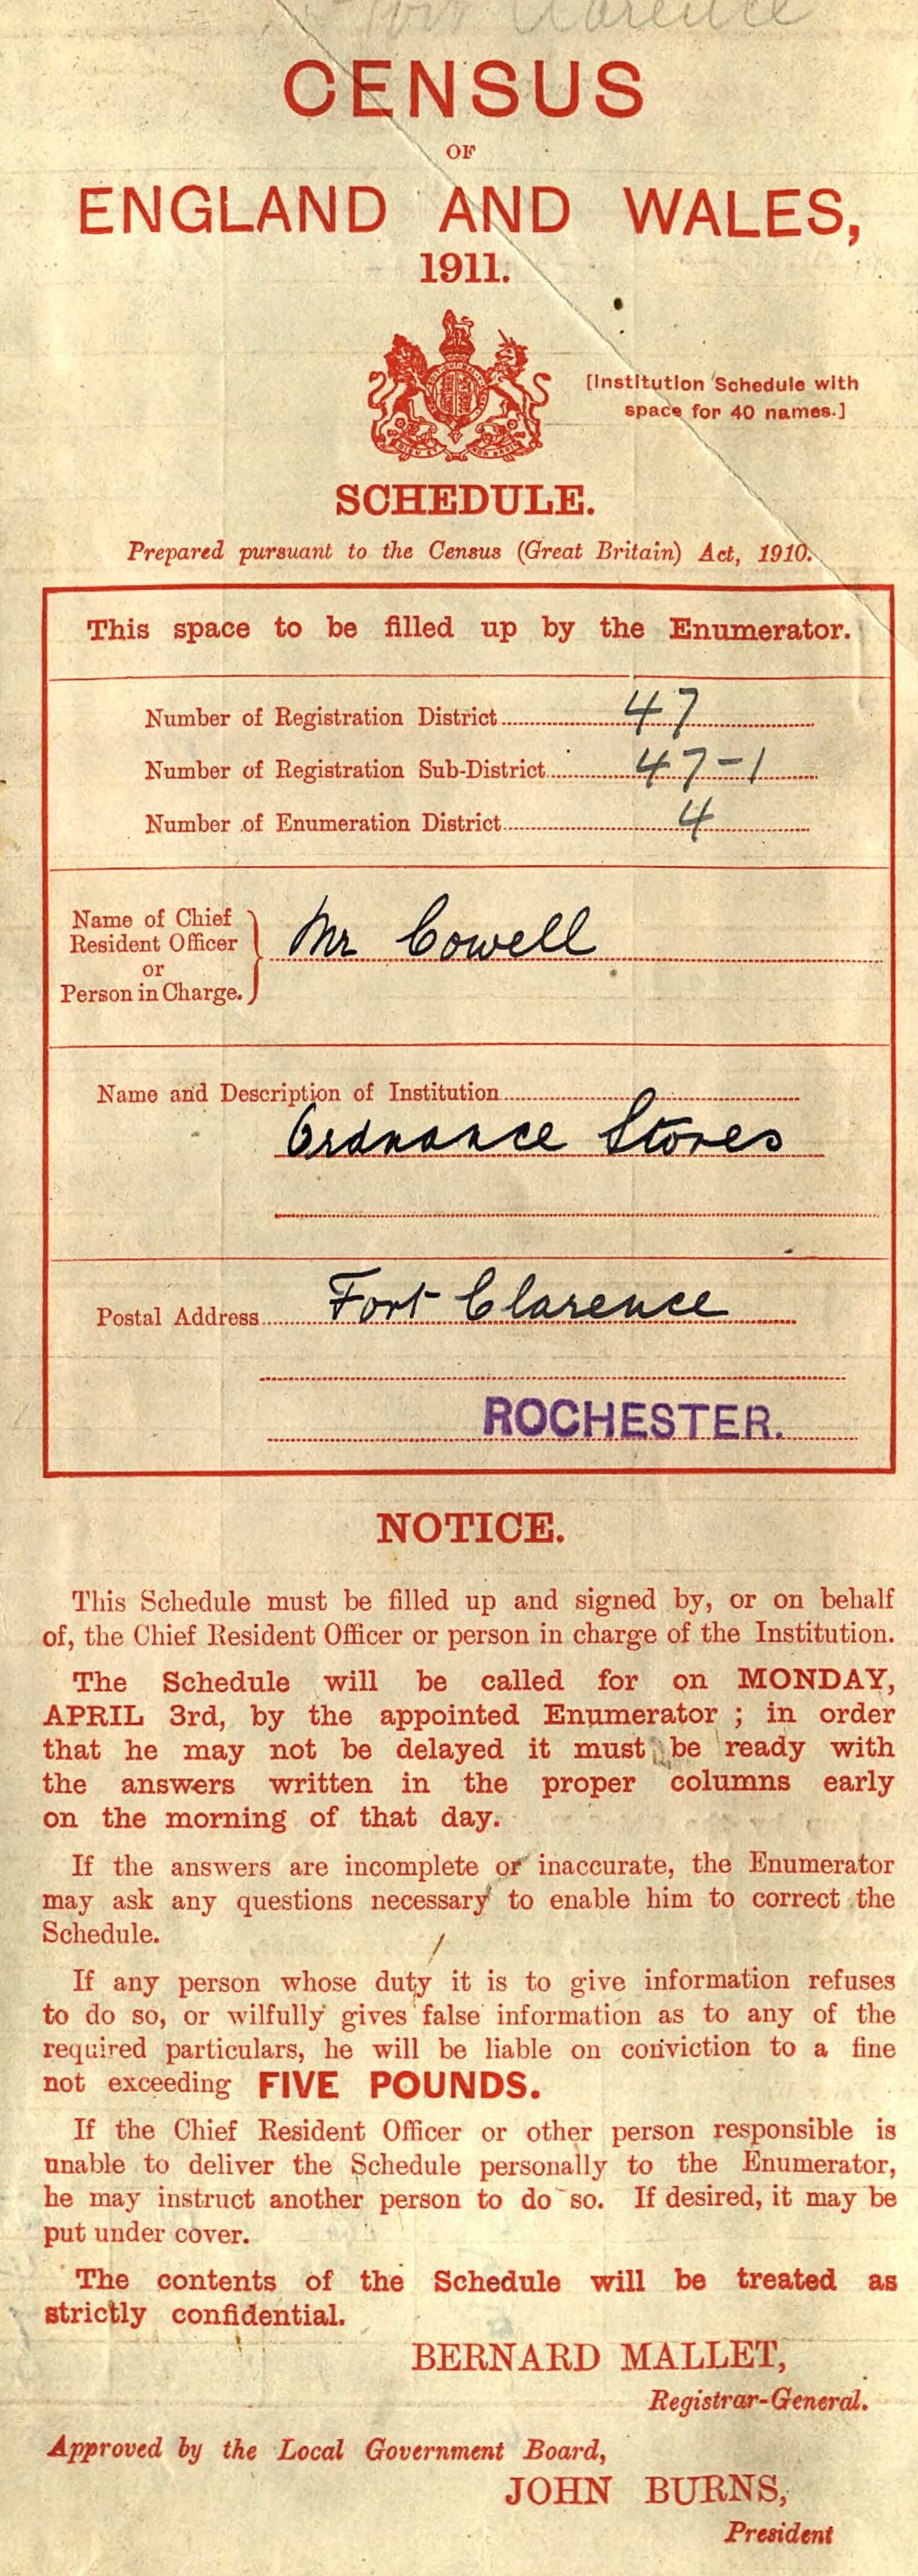 Fort Clarence
CENSUS
OF
ENGLAND AND WALES,
1911.
[Institution Schedule with
space for 40 names.]
SCHEDULE.
Prepared pursuant to the Census (Great Britain) Act, 1910.
This space to be filled up by the Enumerator.
Number of Registration District 47
Number of Registration Sub-District 47-1
Number of Enumeration District 4
Name of Chief
Resident Officer
or
Person in Charge.
Mr Cowell
Name and Description of Institution
Ordnance Stores
Postal Address Fort Clarence
ROCHESTER.
NOTICE.
This Schedule must be filled up and signed by, or on behalf
of, the Chief Resident Officer or person in charge of the Institution.
The Schedule will be called for on MONDAY,
APRIL 3rd, by the appointed Enumerator ; in order
that he may not be delayed it must be ready with
the answers written in the proper columns early
on the morning of that day.
If the answers are incomplete or inaccurate, the Enumerator
may ask any questions necessary to enable him to correct the
Schedule.
If any person whose duty it is to give information refuses
to do so, or wilfully gives false information as to any of the
required particulars, he will be liable on conviction to a fine
not exceeding FIVE POUNDS.
If the Chief Resident Officer or other person responsible is
unable to deliver the Schedule personally to the Enumerator,
he may instruct another person to do so. If desired, it may be
put under cover.
The contents of the Schedule will be treated as
strictly confidential.
BERNARD MALLET,
Registrar-General.
Approved by the Local Government Board,
JOHN BURNS,
President